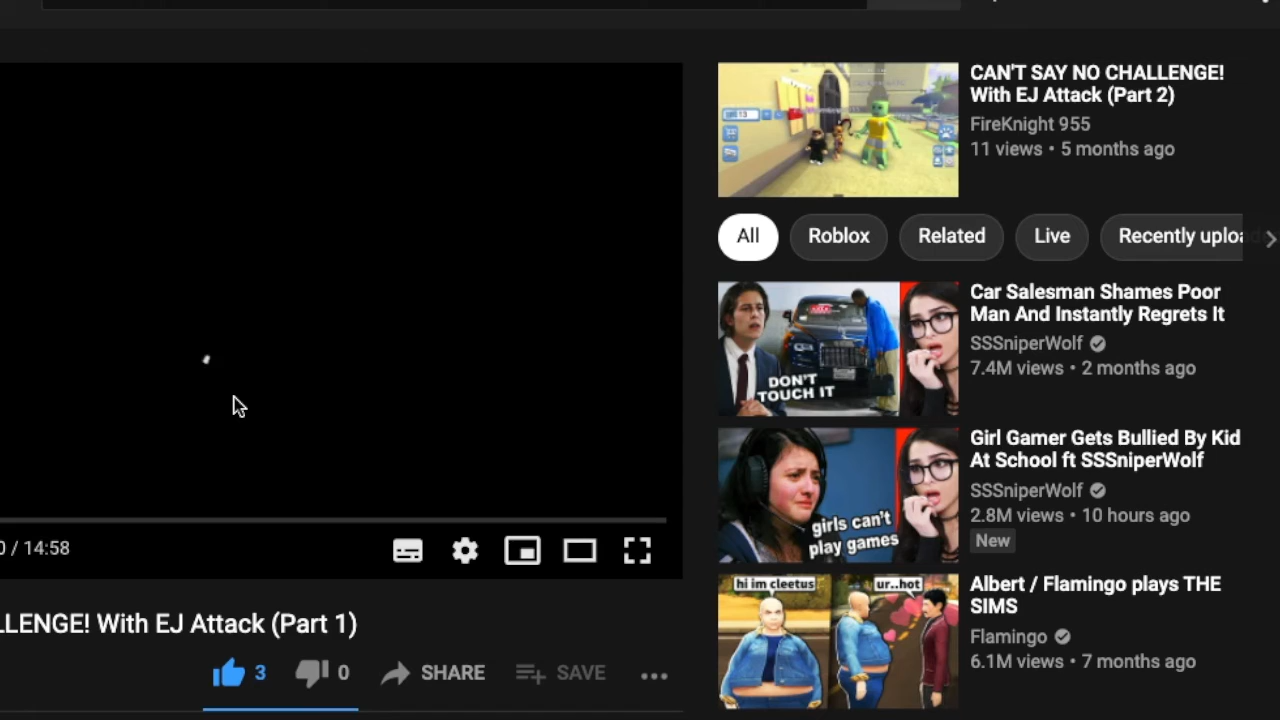 0 / 14:58
LLENGE! With EJ Attack (Part 1)
3
0
SHARE
SAVE
CAN'T SAY NO CHALLENGE!
With EJ Attack (Part 2)
FireKnight 955
11 views • 5 months ago
All
Roblox
Related
Live
Recently uploa
DON'T
TOUCH IT
Car Salesman Shames Poor
Man And Instantly Regrets It
SSSniperWolf
7.4M views • 2 months ago
girls can't
play games
Girl Gamer Gets Bullied By Kid
At School ft SSSniperWolf
SSSniperWolf
2.8M views • 10 hours ago
New
hi im cleetus
ur..hot
Albert / Flamingo plays THE
SIMS
Flamingo
6.1M views • 7 months ago